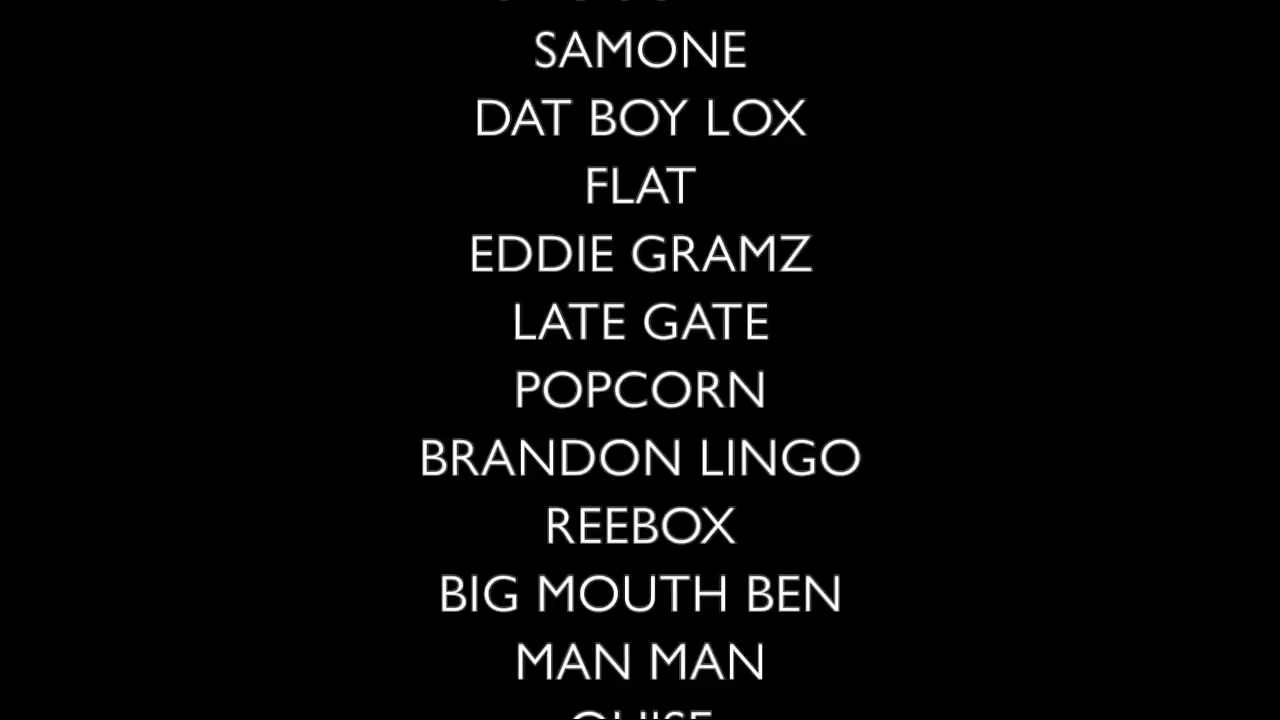 SAMONE
DAT BOY LOX
FLAT
EDDIE GRAMZ
LATE GATE
POPCORN
BRANDON LINGO
REEBOX
BIG MOUTH BEN
MAN MAN